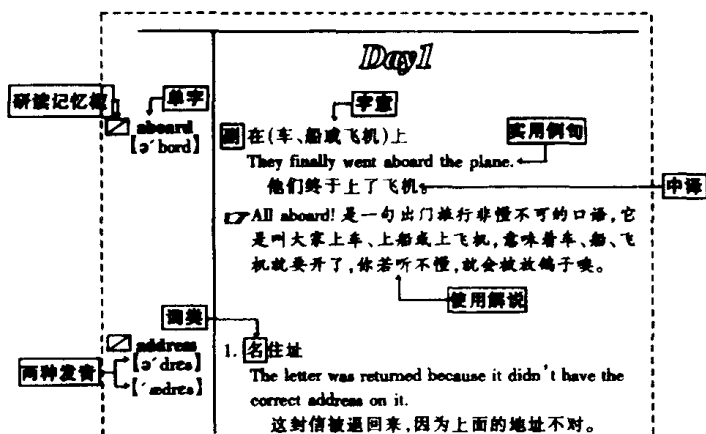 Day1
研读记忆框
单字
字意
aboard
副 在(车、船或飞机)上
实用例句
[ə´bord]
They finally went aboard the plane.
他们终于上了飞机。
中译
☞All aboard! 是一句出门旅行非懂不可的口语,它
是叫大家上车、上船或上飞机,意味着车、船、飞
机就要开了,你若听不懂,就会被放鸽子噢。
使用解说
词类
address
1. 名 住址
两种发音
[ə´drɛs]
[´ædrɛs]
The letter was returned because it didn't have the
correct address on it.
这封信被退回来,因为上面的地址不对。